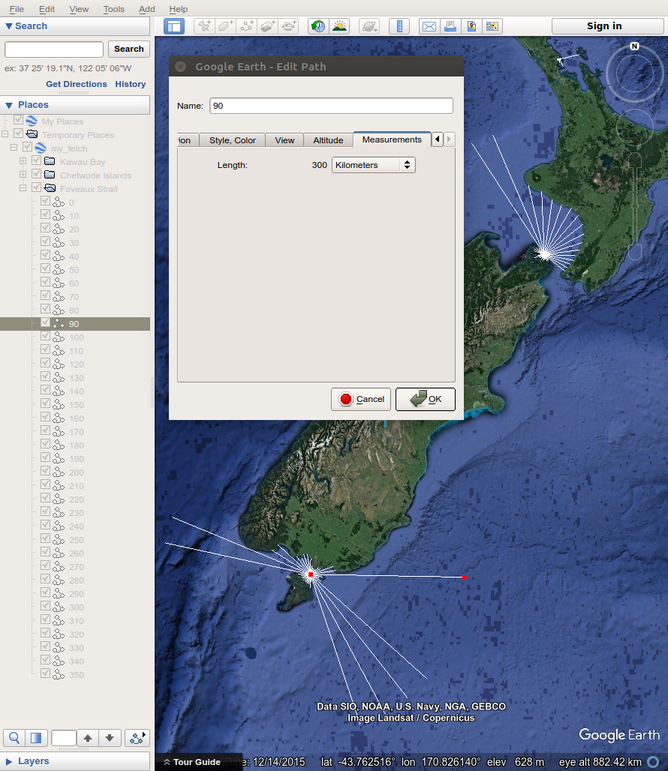 File Edit View Tools Add Help
Search
Search
ex: 37 25' 19.1"N, 122 05' 06"W
Get Directions History
Places
My Places
Temporary Places
my_fetch
Kawau Bay
Chetwode Islands
Foveaux Strait
0
10
20
30
40
50
60
70
80
90
100
110
120
130
140
150
160
170
180
190
200
210
220
230
240
250
260
270
280
290
300
310
320
330
340
350
Layers
Sign in
N
Google Earth - Edit Path
Name: 90
ion Style, Color View Altitude Measurements
Length: 300 Kilometers
Cancel OK
Data SIO, NOAA, U.S. Navy, NGA, GEBCO
Image Landsat / Copernicus
Google Earth
Tour Guide 12/14/2015 lat -43.762516° lon 170.826140° elev 628 m eye alt 882.42 km